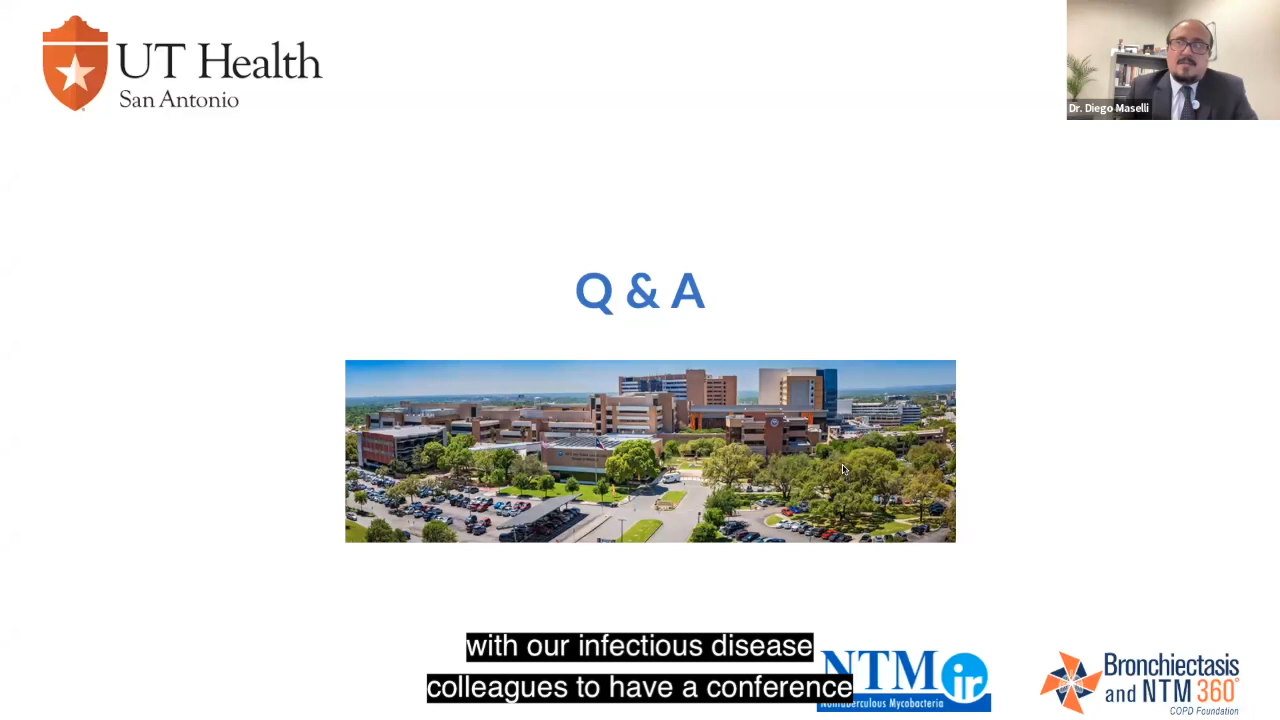 UT Health
San Antonio
Dr. Diego Maselli
Q & A
with our infectious disease
colleagues to have a conference
NTM ir
Nontuberculous Mycobacteria
Bronchiectasis
and NTM 360°
COPD Foundation